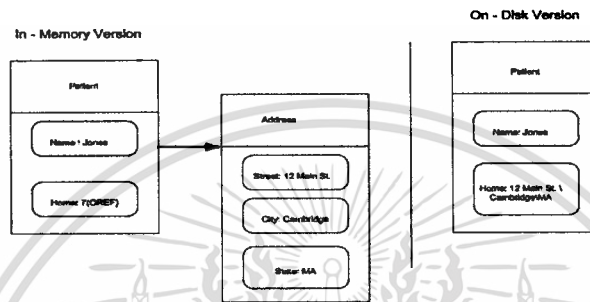 On - Disk Version
In - Memory Version
Patient
Name : Jones
Home: 7(OREF)
Address
Street: 12 Main St.
City: Cambridge
State: MA
Patient
Name: Jones
Home: 12 Main St. \
Cambridge\MA